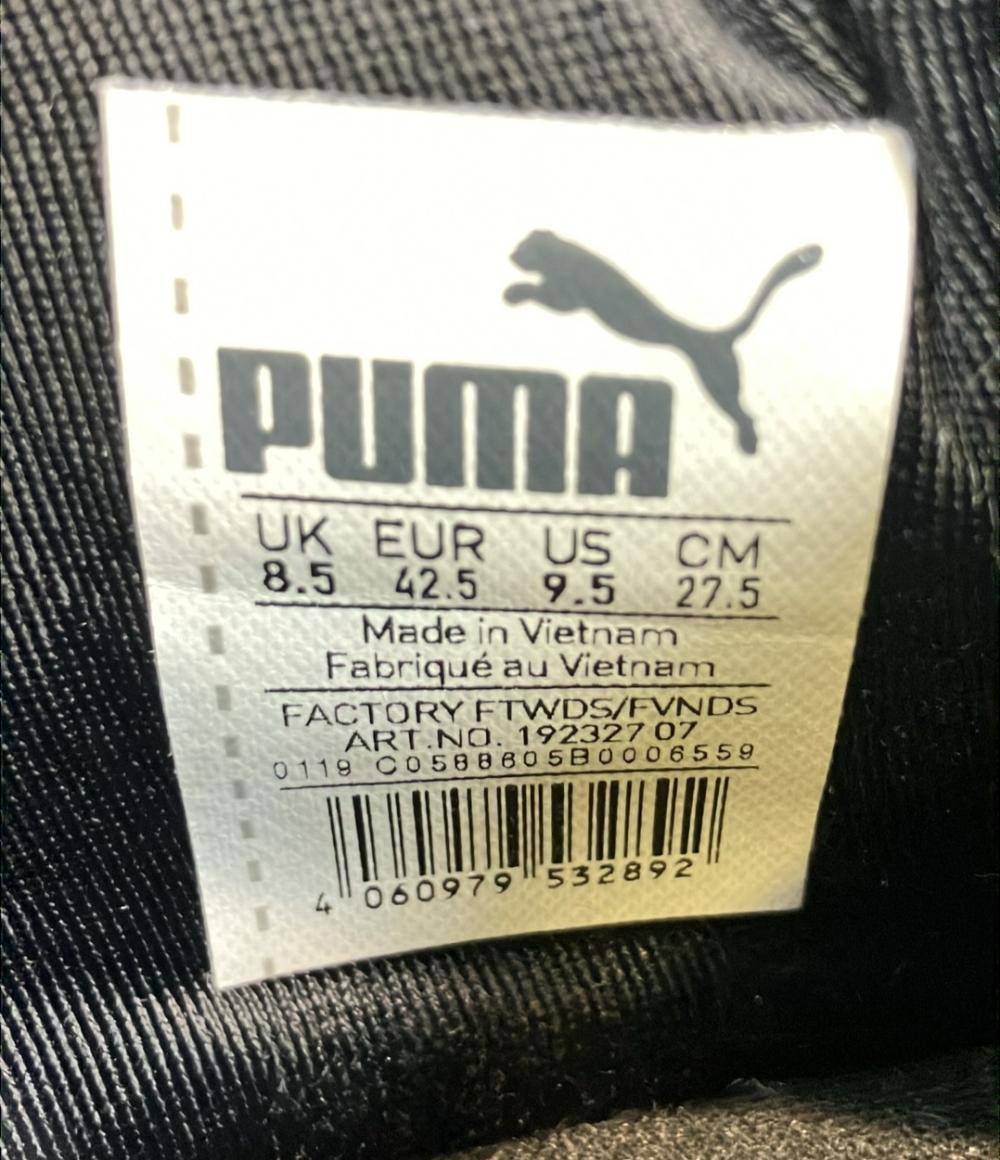 PUMA
UK EUR US CM
8.5 42.5 9.5 27.5
Made in Vietnam
Fabriqué au Vietnam
FACTORY FTWDS/FVNDS
ART.NO. 192327 07
0119 C0588605B0006559
4 060979 532892